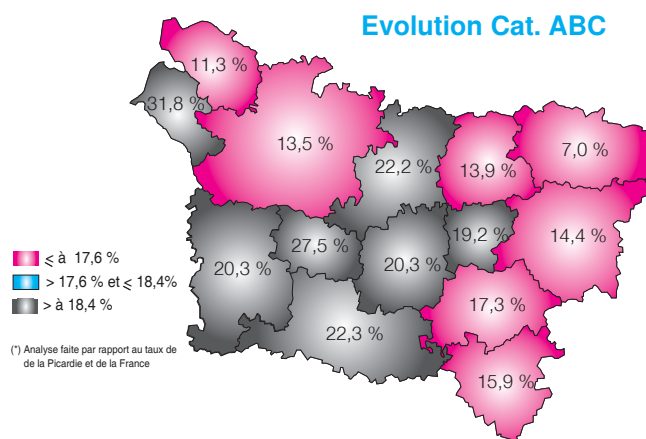 Evolution Cat. ABC
11,3 %
31,8 %
13,5 %
22,2 %
13,9 %
7,0 %
20,3 %
27,5 %
20,3 %
19,2 %
14,4 %
17,3 %
22,3 %
15,9 %
⩽ à 17,6 %
> 17,6 % et ⩽ 18,4%
> à 18,4 %
(*) Analyse faite par rapport au taux de
de la Picardie et de la France